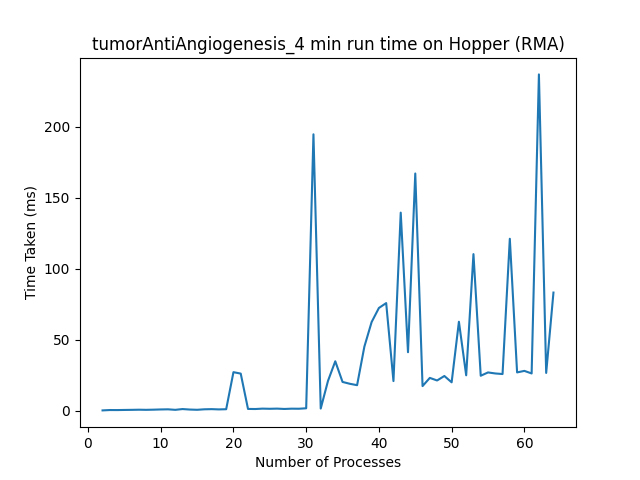 tumorAntiAngiogenesis_4 min run time on Hopper (RMA)
Time Taken (ms)
200
150
100
50
0
0 10 20 30 40 50 60
Number of Processes